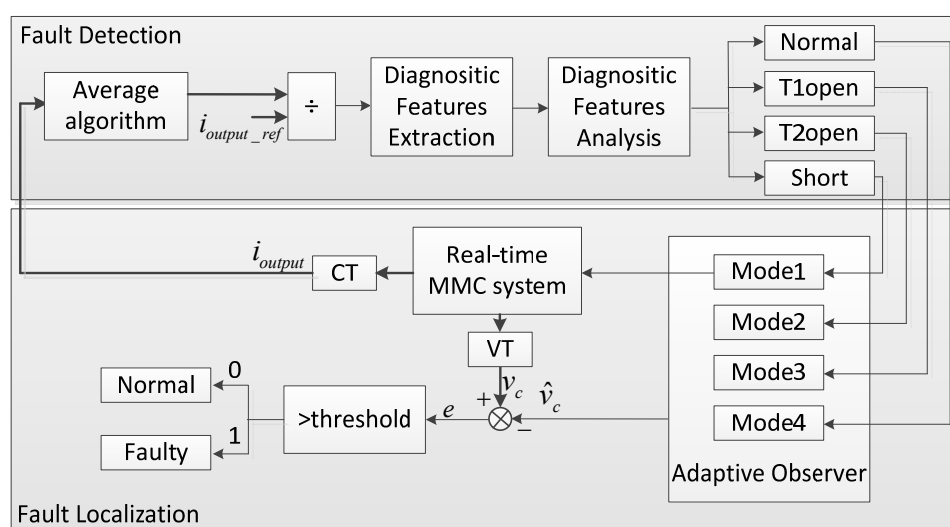 Fault Detection
Average
algorithm
i_output_ref
÷
Diagnositic
Features
Extraction
Diagnositic
Features
Analysis
Normal
T1open
T2open
Short
i_output
CT
Real-time
MMC system
VT
Mode1
Mode2
Mode3
Mode4
Adaptive Observer
v_c
v̂_c
+
−
e
>threshold
0
1
Normal
Faulty
Fault Localization